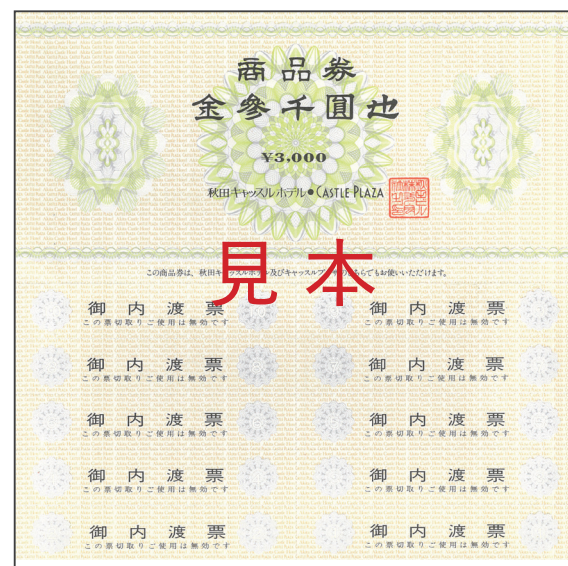 商品券
金參千圓也
¥3,000
秋田キャッスルホテル●CASTLE PLAZA
見本
この商品券は、秋田キャッスルホテル及びキャッスルプラザのどちらでもお使いいただけます。
御内渡票 御内渡票
この票切取りご使用は無効です この票切取りご使用は無効です
御内渡票 御内渡票
この票切取りご使用は無効です この票切取りご使用は無効です
御内渡票 御内渡票
この票切取りご使用は無効です この票切取りご使用は無効です
御内渡票 御内渡票
この票切取りご使用は無効です この票切取りご使用は無効です
御内渡票 御内渡票
この票切取りご使用は無効です この票切取りご使用は無効です